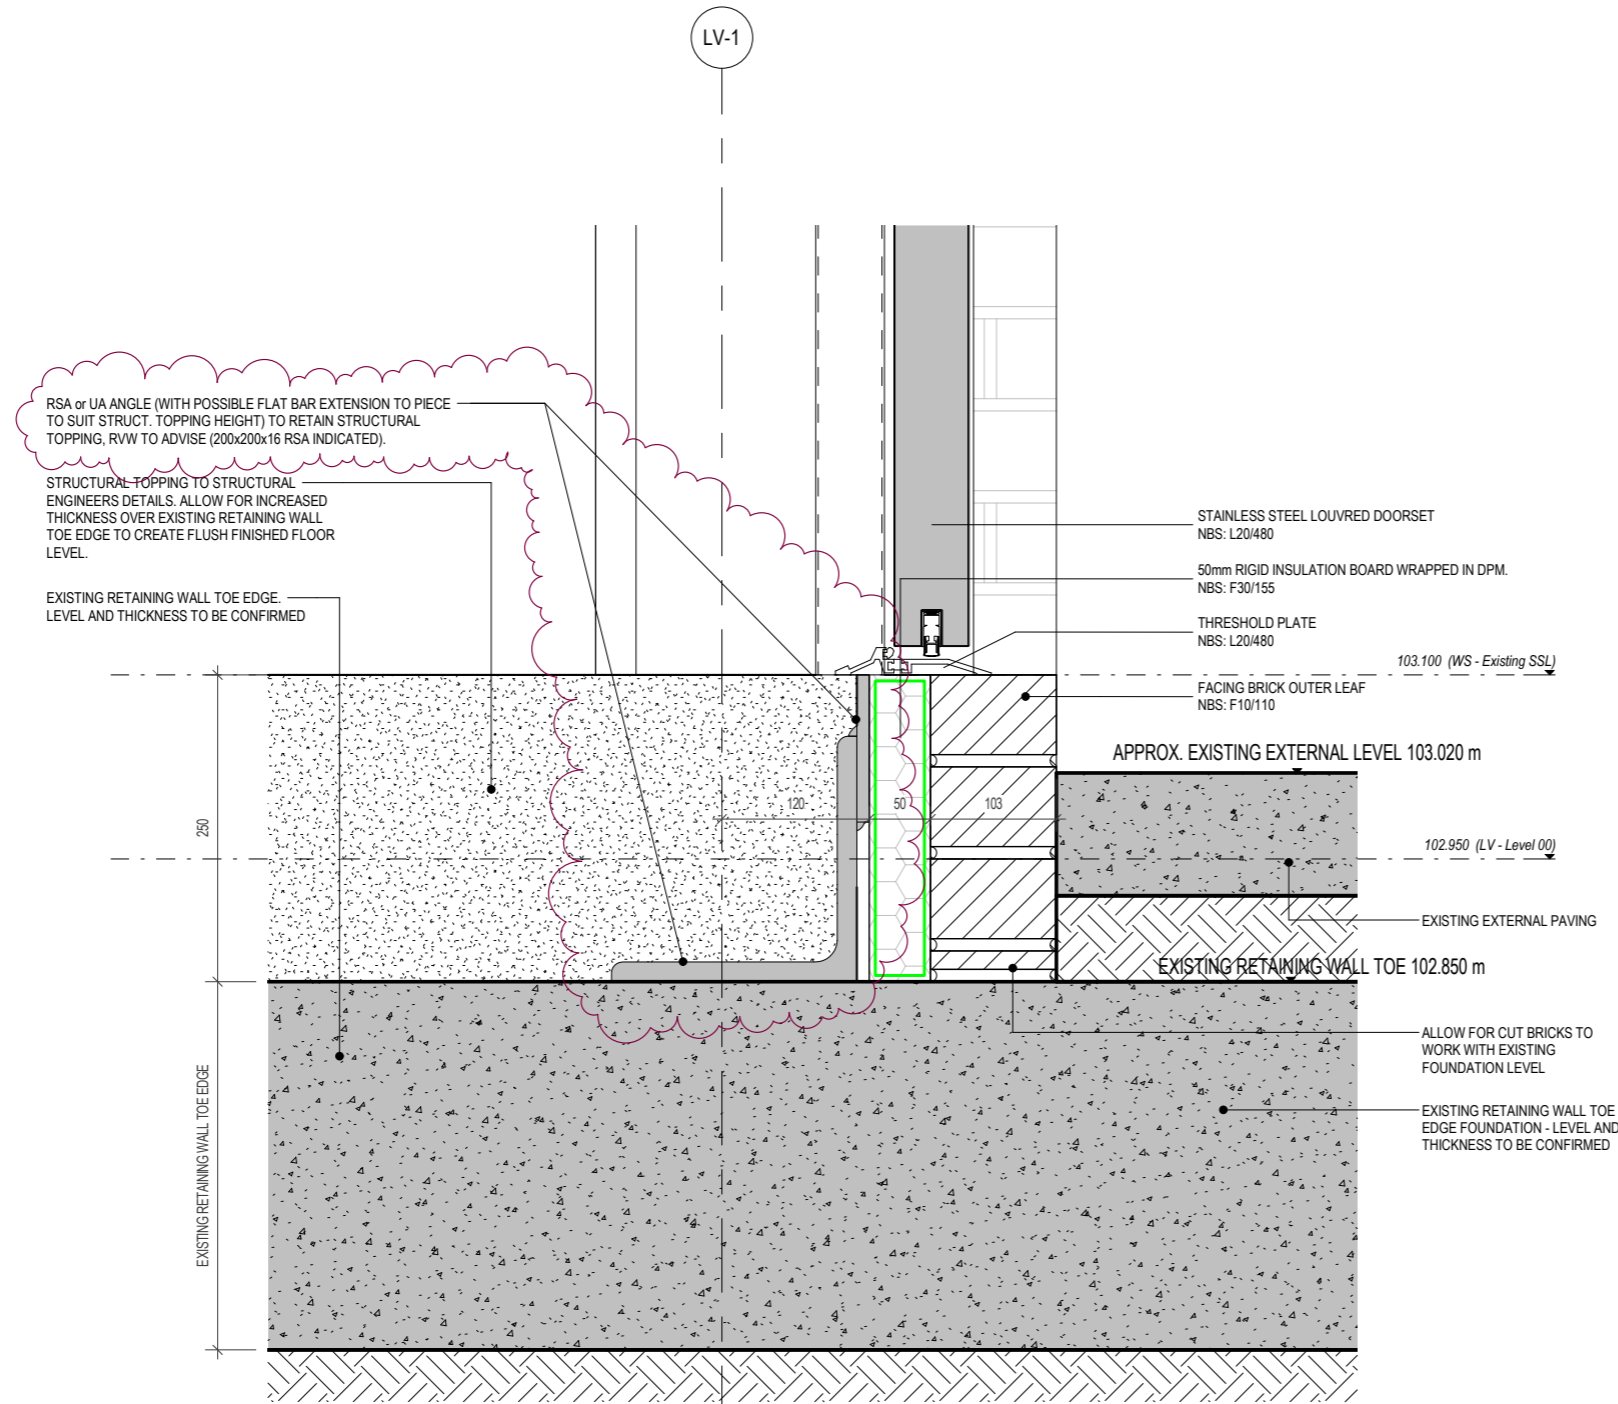 LV-1
RSA or UA ANGLE (WITH POSSIBLE FLAT BAR EXTENSION TO PIECE
TO SUIT STRUCT. TOPPING HEIGHT) TO RETAIN STRUCTURAL
TOPPING, RVW TO ADVISE (200x200x16 RSA INDICATED).
STRUCTURAL TOPPING TO STRUCTURAL
ENGINEERS DETAILS. ALLOW FOR INCREASED
THICKNESS OVER EXISTING RETAINING WALL
TOE EDGE TO CREATE FLUSH FINISHED FLOOR
LEVEL.
EXISTING RETAINING WALL TOE EDGE.
LEVEL AND THICKNESS TO BE CONFIRMED
STAINLESS STEEL LOUVRED DOORSET
NBS: L20/480
50mm RIGID INSULATION BOARD WRAPPED IN DPM.
NBS: F30/155
THRESHOLD PLATE
NBS: L20/480
103.100 (WS - Existing SSL)
FACING BRICK OUTER LEAF
NBS: F10/110
APPROX. EXISTING EXTERNAL LEVEL 103.020 m
120
50
103
250
102.950 (LV - Level 00)
EXISTING EXTERNAL PAVING
EXISTING RETAINING WALL TOE 102.850 m
ALLOW FOR CUT BRICKS TO
WORK WITH EXISTING
FOUNDATION LEVEL
EXISTING RETAINING WALL TOE
EDGE FOUNDATION - LEVEL AND
THICKNESS TO BE CONFIRMED
EXISTING RETAINING WALL TOE EDGE